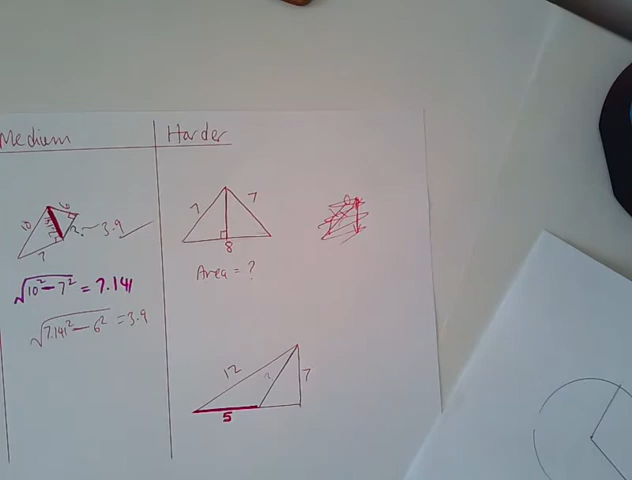 Medium
Harder
6
10
? ~ 3.9
7
√10² - 7² = 7.141
√7.141² - 6² = 3.9
7 7
8
Area = ?
12
?
7
5